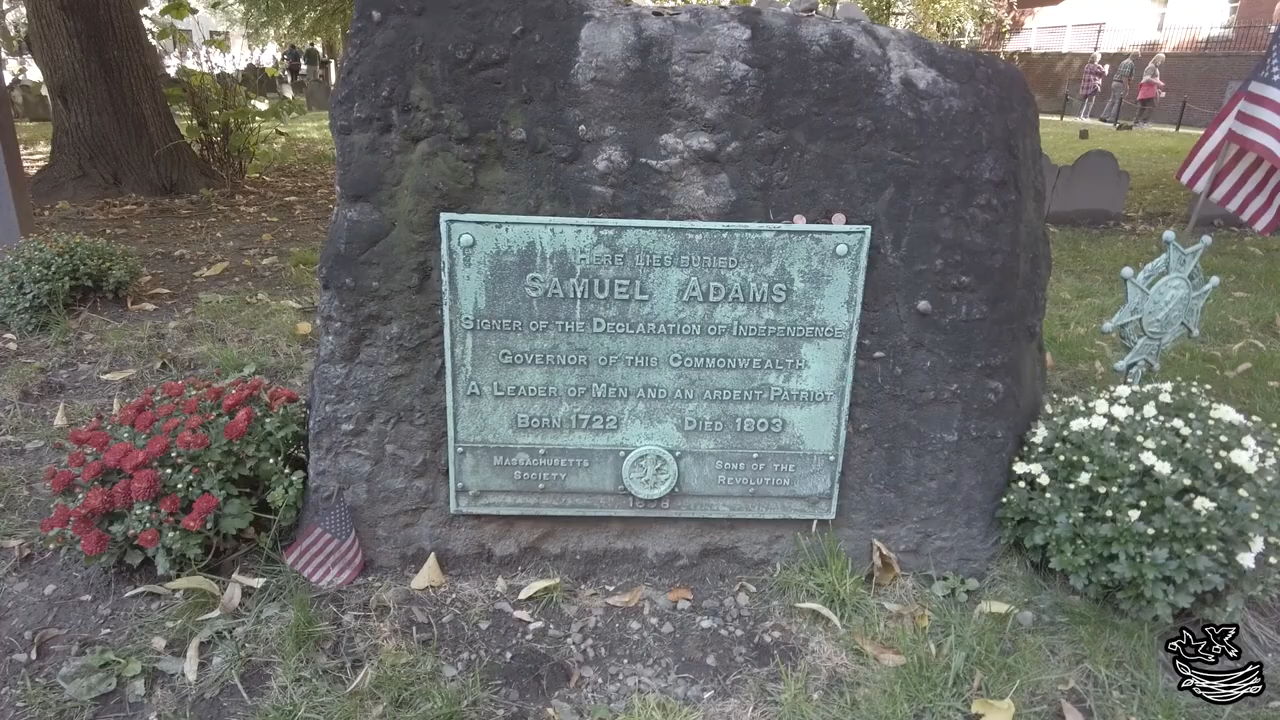 Here lies buried
Samuel Adams
Signer of the Declaration of Independence
Governor of this Commonwealth
A Leader of Men and an ardent Patriot
Born 1722 Died 1803
Massachusetts Society
Sons of the Revolution
1898